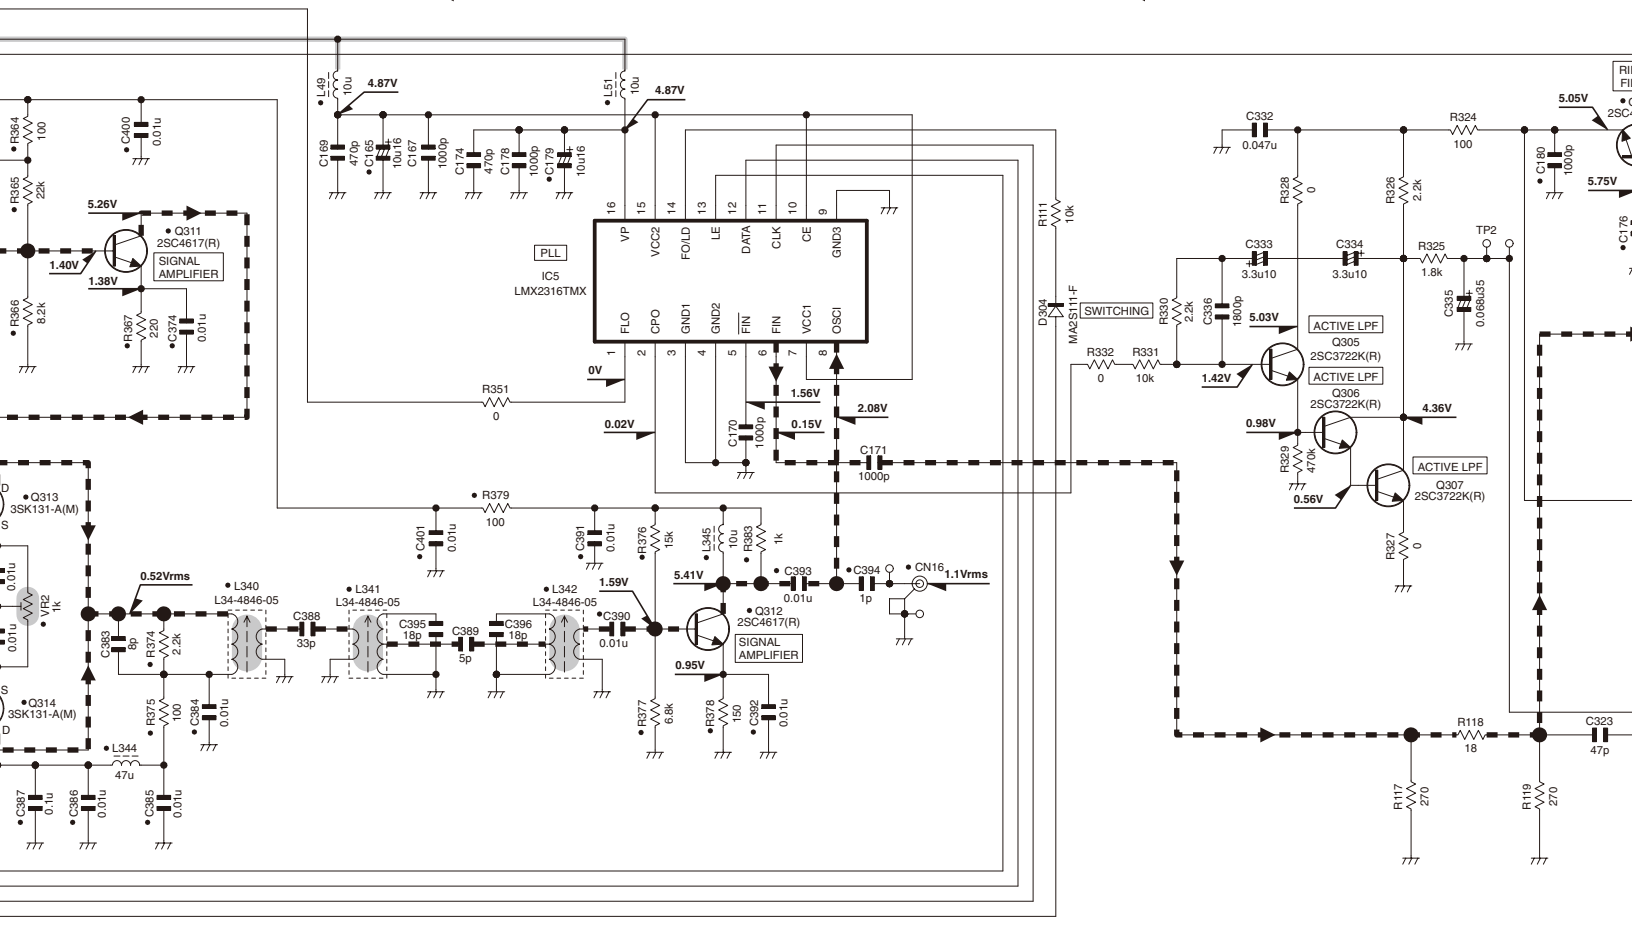 L49
10u
4.87V
L51
10u
4.87V
R364
100
C400
0.01u
C169
470p
C165
10u16
C167
1000p
C174
470p
C178
1000p
C179
10u16
C332
0.047u
R324
100
5.05V
C180
1000p
5.75V
C176
R365
22k
5.26V
Q311
2SC4617(R)
SIGNAL
AMPLIFIER
1.40V
1.38V
R366
8.2k
R367
220
C374
0.01u
16 15 14 13 12 11 10 9
VP VCC2 FO/LD LE DATA CLK CE GND3
PLL
IC5
LMX2316TMX
FLO CPO GND1 GND2 FIN FIN VCC1 OSCI
1 2 3 4 5 6 7 8
R111
10k
D304
MA2S111-F
SWITCHING
R328
0
R326
2.2k
C333
3.3u10
C334
3.3u10
R325
1.8k
TP2
C335
0.068u35
R330
2.2k
C336
1800p
5.03V
ACTIVE LPF
Q305
2SC3722K(R)
ACTIVE LPF
Q306
2SC3722K(R)
R332
0
R331
10k
1.42V
0V
R351
0
1.56V
0.02V
C170
1000p
0.15V
2.08V
C171
1000p
0.98V
4.36V
R329
470k
ACTIVE LPF
Q307
2SC3722K(R)
0.56V
R327
0
D
Q313
3SK131-A(M)
S
R379
100
C401
0.01u
C391
0.01u
R376
15k
L345
10u
R383
1k
0.01u
VR2
1k
0.01u
0.52Vrms
L340
L34-4846-05
L341
L34-4846-05
L342
L34-4846-05
1.59V
5.41V
C393
0.01u
C394
1p
CN16
1.1Vrms
C383
8p
R374
2.2k
C388
33p
C395
18p
C389
5p
C396
18p
C390
0.01u
Q312
2SC4617(R)
SIGNAL
AMPLIFIER
0.95V
S
Q314
3SK131-A(M)
D
R375
100
C384
0.01u
R377
6.8k
R378
150
C392
0.01u
L344
47u
C387
0.1u
C386
0.01u
C385
0.01u
R118
18
C323
47p
R117
270
R119
270